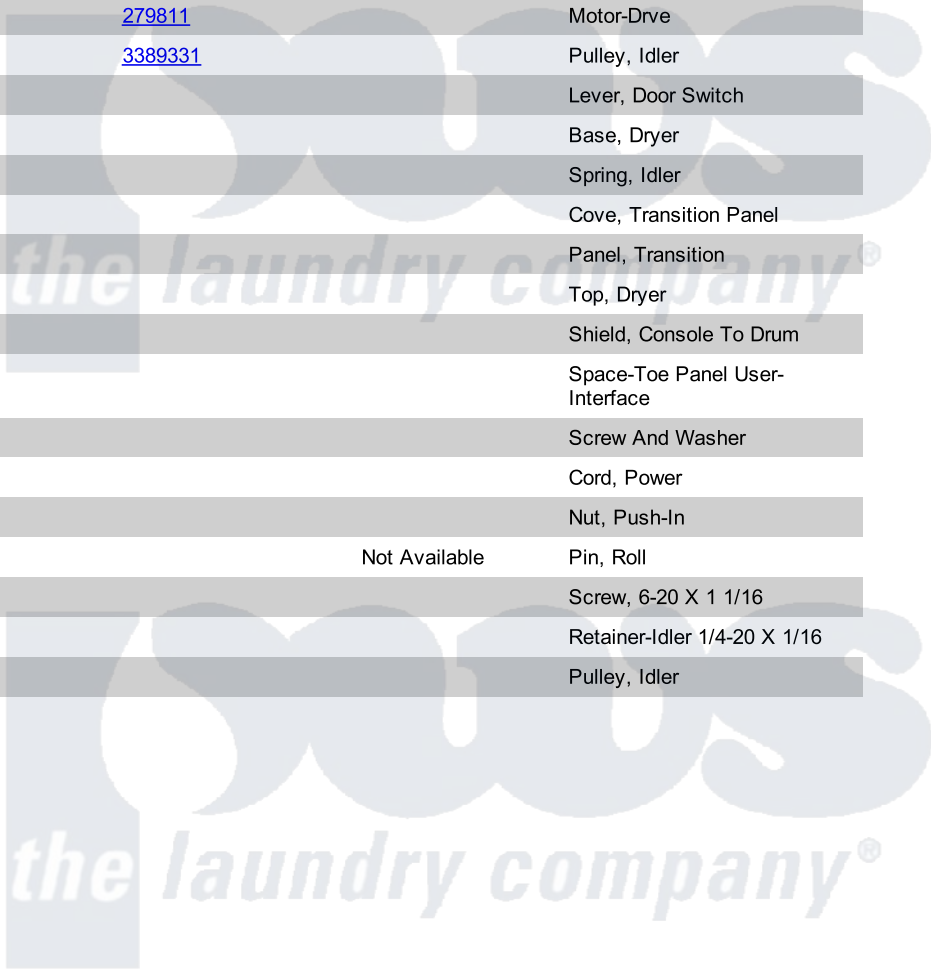 279811 Motor-Drve
3389331 Pulley, Idler
Lever, Door Switch
Base, Dryer
Spring, Idler
Cove, Transition Panel
Panel, Transition
the laundry company®
Top, Dryer
Shield, Console To Drum
Space-Toe Panel User-
Interface
Screw And Washer
Cord, Power
Nut, Push-In
Not Available Pin, Roll
Screw, 6-20 X 1 1/16
Retainer-Idler 1/4-20 X 1/16
Pulley, Idler
pws
the laundry company®